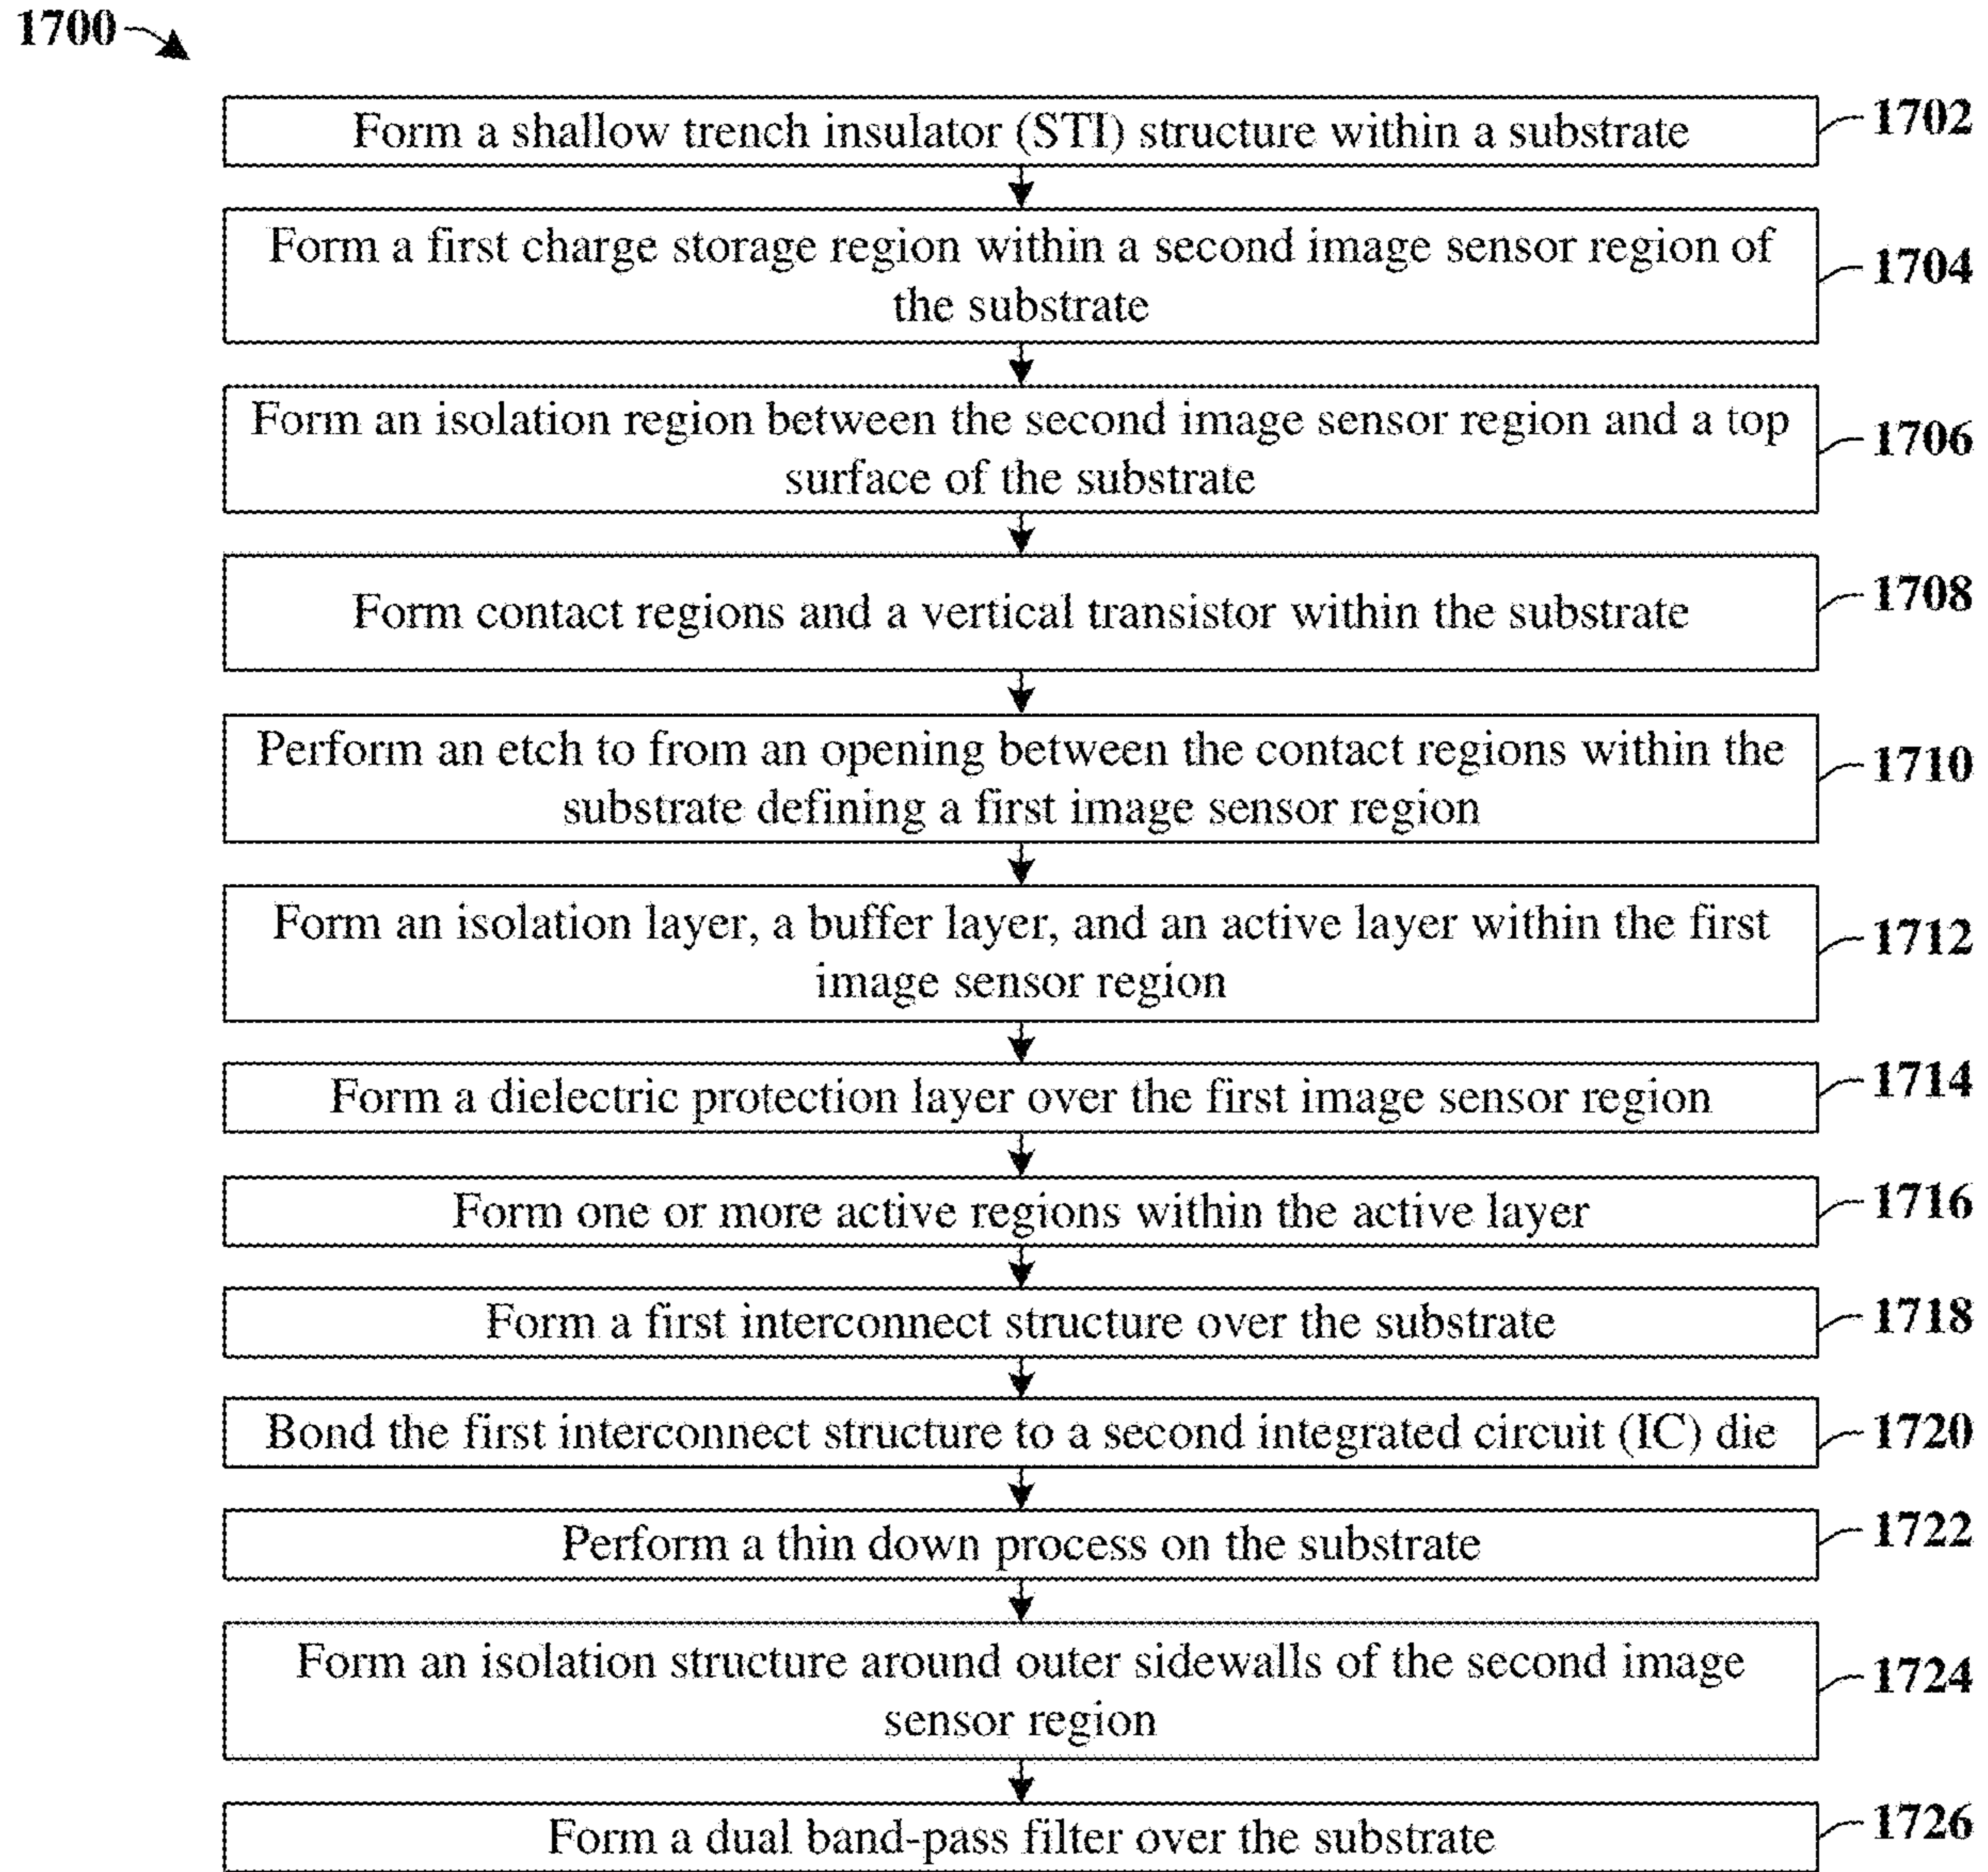 1700
Form a shallow trench insulator (STI) structure within a substrate
1702
Form a first charge storage region within a second image sensor region of
the substrate
1704
Form an isolation region between the second image sensor region and a top
surface of the substrate
1706
Form contact regions and a vertical transistor within the substrate
1708
Perform an etch to from an opening between the contact regions within the
substrate defining a first image sensor region
1710
Form an isolation layer, a buffer layer, and an active layer within the first
image sensor region
1712
Form a dielectric protection layer over the first image sensor region
1714
Form one or more active regions within the active layer
1716
Form a first interconnect structure over the substrate
1718
Bond the first interconnect structure to a second integrated circuit (IC) die
1720
Perform a thin down process on the substrate
1722
Form an isolation structure around outer sidewalls of the second image
sensor region
1724
Form a dual band-pass filter over the substrate
1726